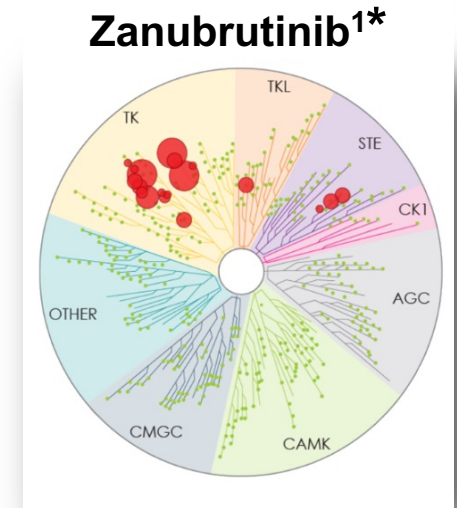 Zanubrutinib¹*
TKL
TK
STE
CK1
AGC
OTHER
CMGC
CAMK